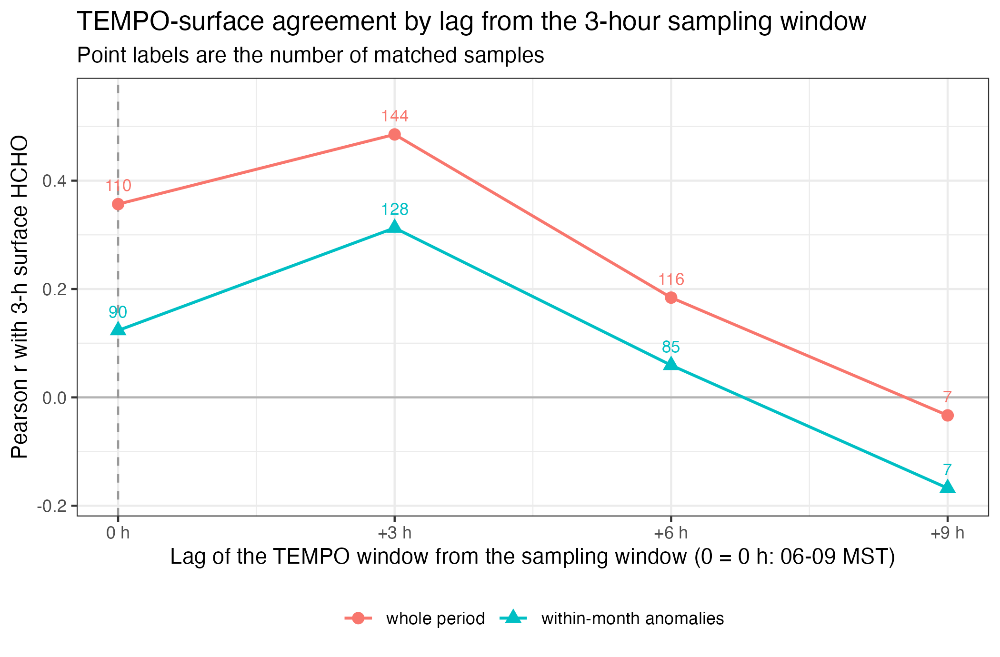 TEMPO-surface agreement by lag from the 3-hour sampling window
Point labels are the number of matched samples
Pearson r with 3-h surface HCHO
0.4
0.2
0.0
-0.2
110
144
116
7
90
128
85
7
0 h
+3 h
+6 h
+9 h
Lag of the TEMPO window from the sampling window (0 = 0 h: 06-09 MST)
whole period
within-month anomalies